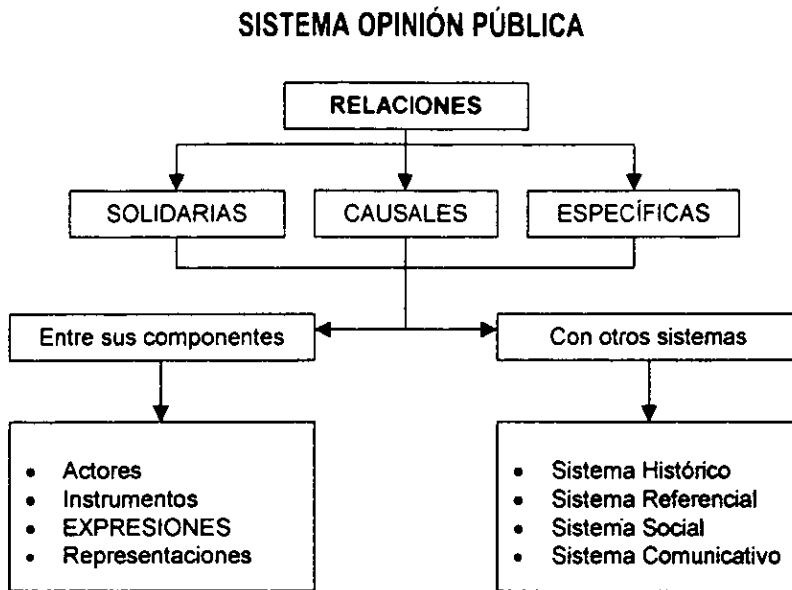 SISTEMA OPINIÓN PÚBLICA
RELACIONES
SOLIDARIAS
CAUSALES
ESPECÍFICAS
Entre sus componentes
Con otros sistemas
• Actores
• Instrumentos
• EXPRESIONES
• Representaciones
• Sistema Histórico
• Sistema Referencial
• Sistema Social
• Sistema Comunicativo